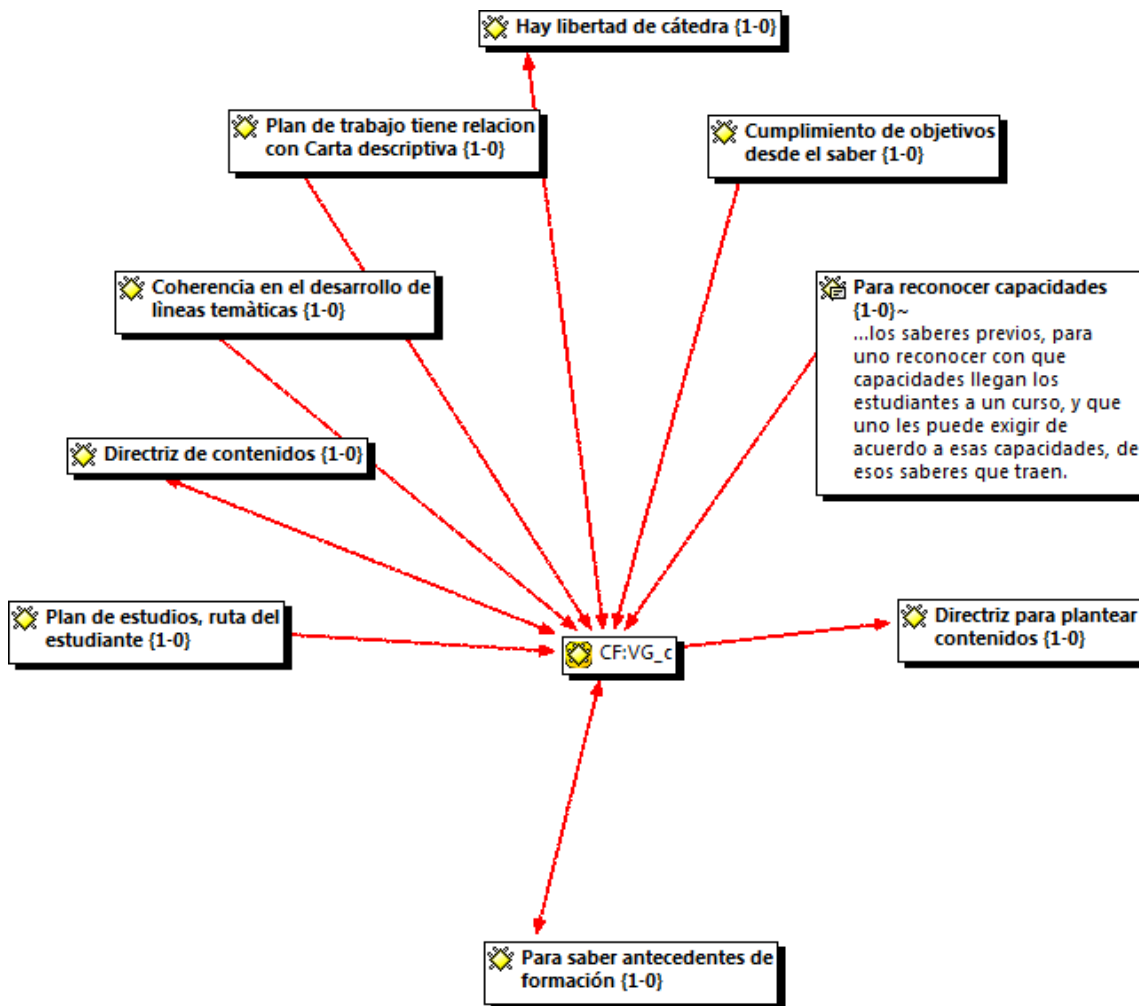 Hay libertad de cátedra {1-0}
Plan de trabajo tiene relacion
con Carta descriptiva {1-0}
Cumplimiento de objetivos
desde el saber {1-0}
Coherencia en el desarrollo de
lìneas temàticas {1-0}
Para reconocer capacidades
{1-0}~
...los saberes previos, para
uno reconocer con que
capacidades llegan los
estudiantes a un curso, y que
uno les puede exigir de
acuerdo a esas capacidades, de
esos saberes que traen.
Directriz de contenidos {1-0}
Plan de estudios, ruta del
estudiante {1-0}
CF:VG_c
Directriz para plantear
contenidos {1-0}
Para saber antecedentes de
formación {1-0}